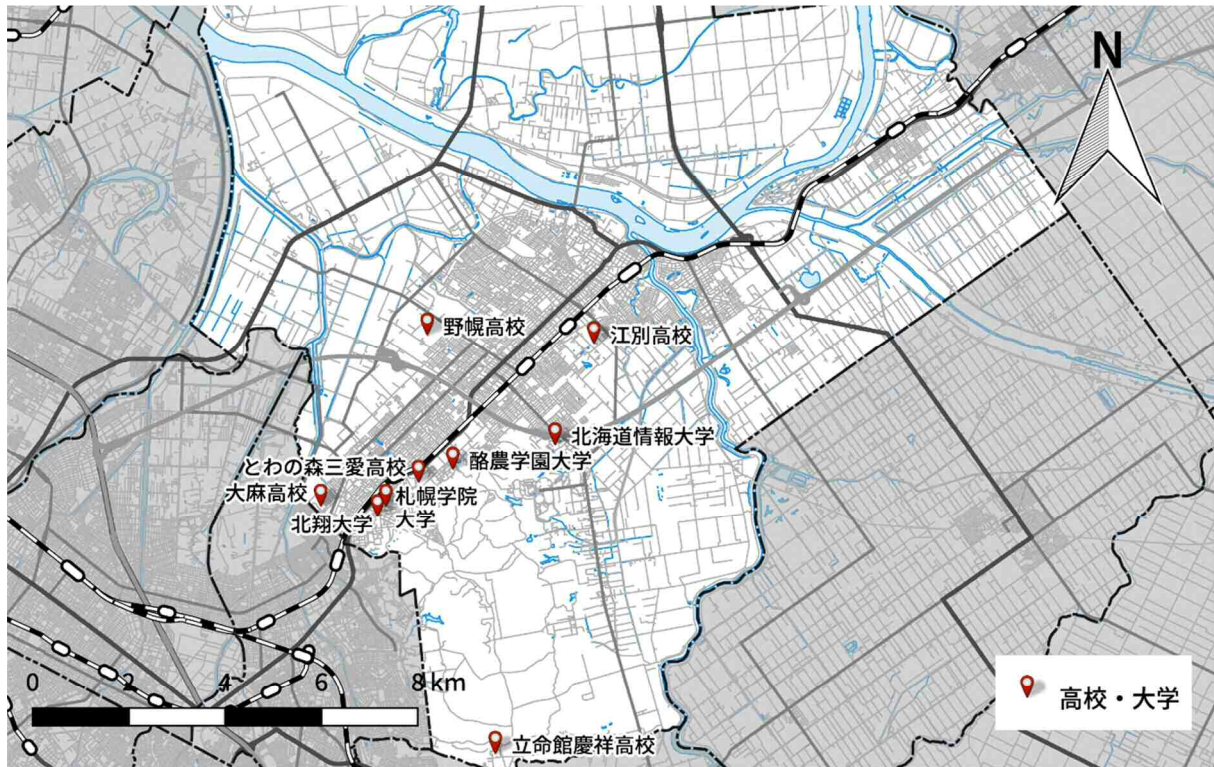 N
野幌高校
江別高校
北海道情報大学
酪農学園大学
とわの森三愛高校
大麻高校
札幌学院
大学
北翔大学
0 2 4 6 8 km
高校・大学
立命館慶祥高校